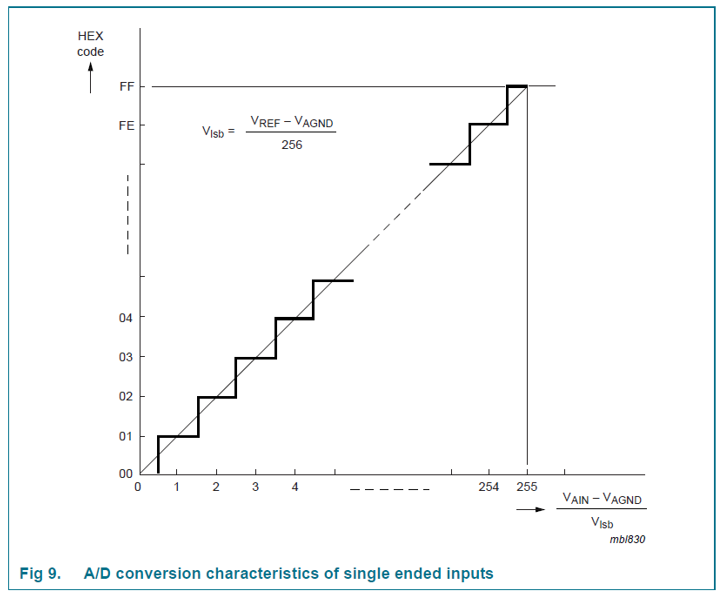 HEX
code
FF
FE
Vlsb = VREF – VAGND
256
04
03
02
01
00
0 1 2 3 4 254 255
VAIN – VAGND
Vlsb
mbl830
Fig 9. A/D conversion characteristics of single ended inputs